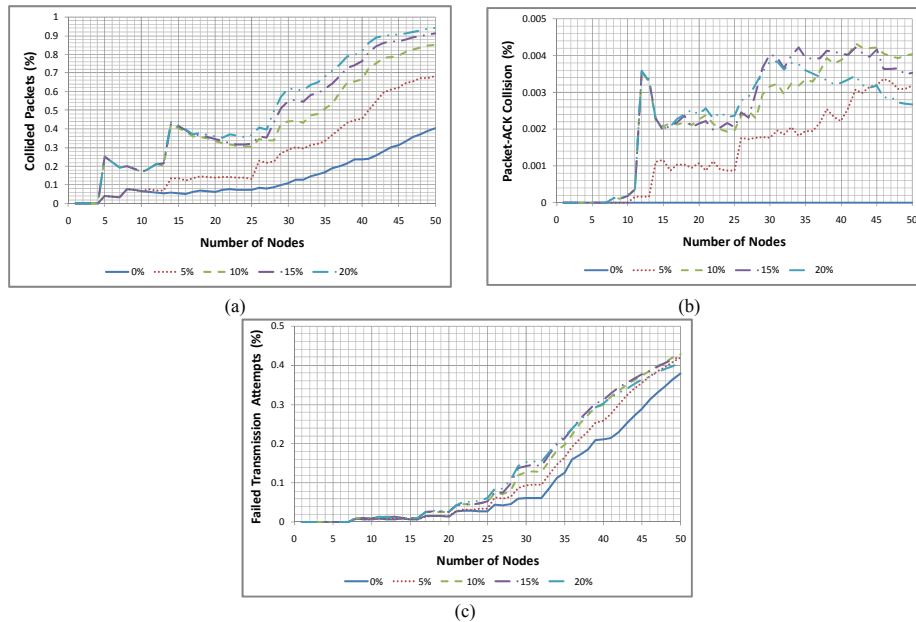 Collided Packets (%)
1
0.9
0.8
0.7
0.6
0.5
0.4
0.3
0.2
0.1
0
0 5 10 15 20 25 30 35 40 45 50
Number of Nodes
0% 5% 10% 15% 20%
(a)
Packet-ACK Collision (%)
0.005
0.004
0.003
0.002
0.001
0
0 5 10 15 20 25 30 35 40 45 50
Number of Nodes
0% 5% 10% 15% 20%
(b)
Failed Transmission Attempts (%)
0.5
0.4
0.3
0.2
0.1
0
0 5 10 15 20 25 30 35 40 45 50
Number of Nodes
0% 5% 10% 15% 20%
(c)